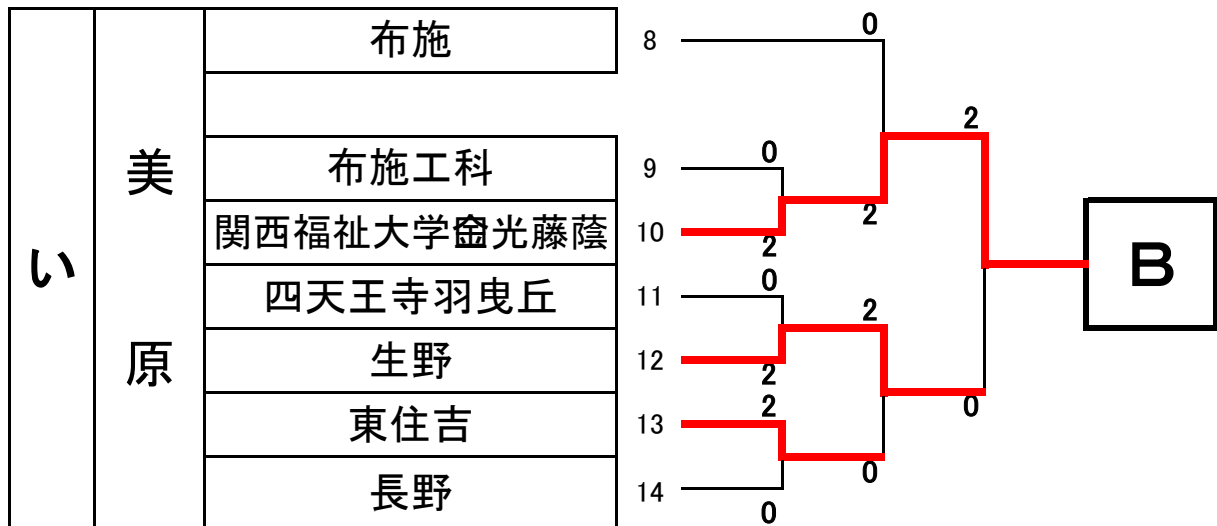 布施 8 0
2
美 布施工科 9 0
2
関西福祉大学金光藤蔭 10 2
0
い 四天王寺羽曳丘 11 B
2
原 生野 12 2
2 0
東住吉 13
0
長野 14 0